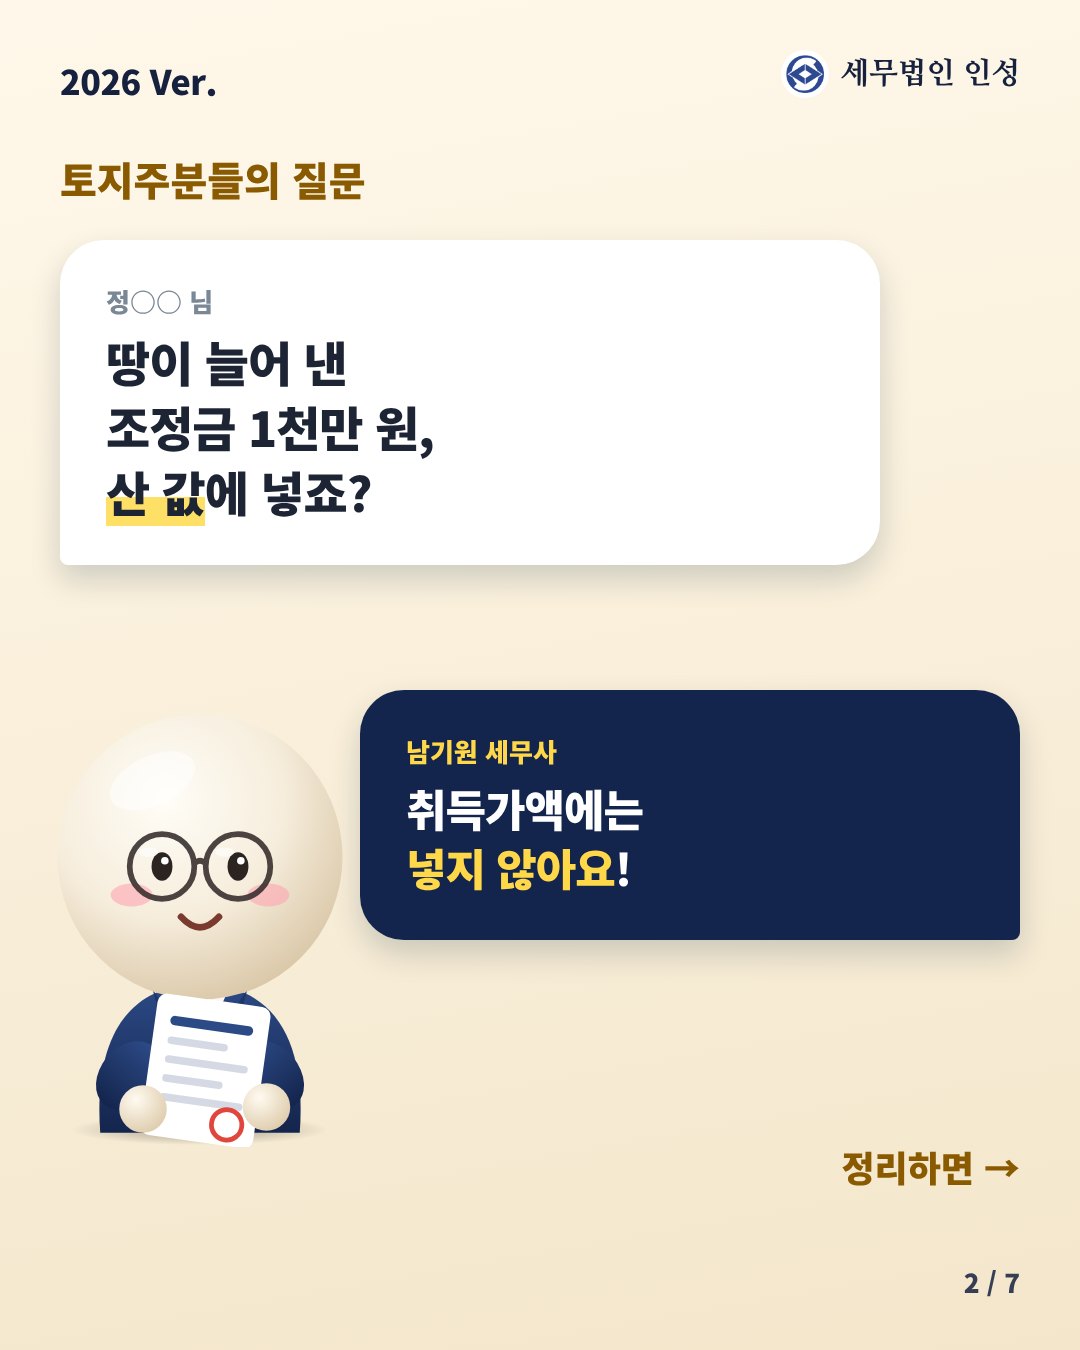 2026 Ver.
세무법인 인성
토지주분들의 질문
정○○ 님
땅이 늘어 낸
조정금 1천만 원,
산 값에 넣죠?
남기원 세무사
취득가액에는
넣지 않아요!
정리하면 →
2 / 7